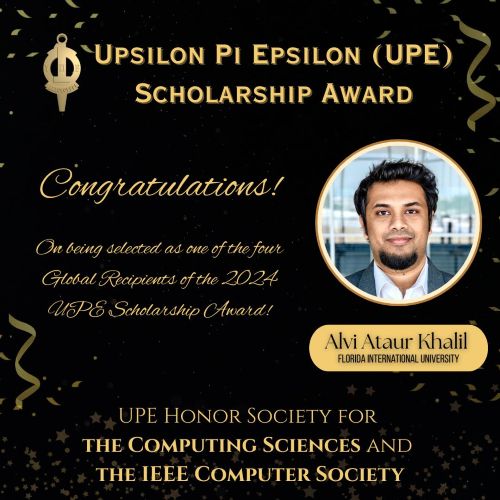 Upsilon Pi Epsilon (UPE)
Scholarship Award
Congratulations!
On being selected as one of the four
Global Recipients of the 2024
UPE Scholarship Award!
Alvi Ataur Khalil
FLORIDA INTERNATIONAL UNIVERSITY
UPE Honor Society for
the Computing Sciences and
the IEEE Computer Society